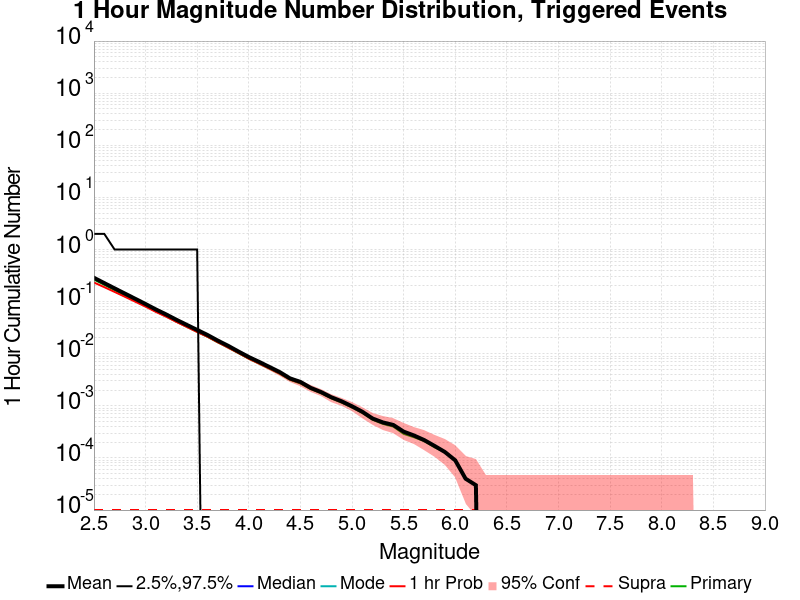 1 Hour Magnitude Number Distribution, Triggered Events
10^4
10^3
10^2
10^1
10^0
10^-1
10^-2
10^-3
10^-4
10^-5
1 Hour Cumulative Number
2.5 3.0 3.5 4.0 4.5 5.0 5.5 6.0 6.5 7.0 7.5 8.0 8.5 9.0
Magnitude
Mean 2.5%,97.5% Median Mode 1 hr Prob 95% Conf Supra Primary